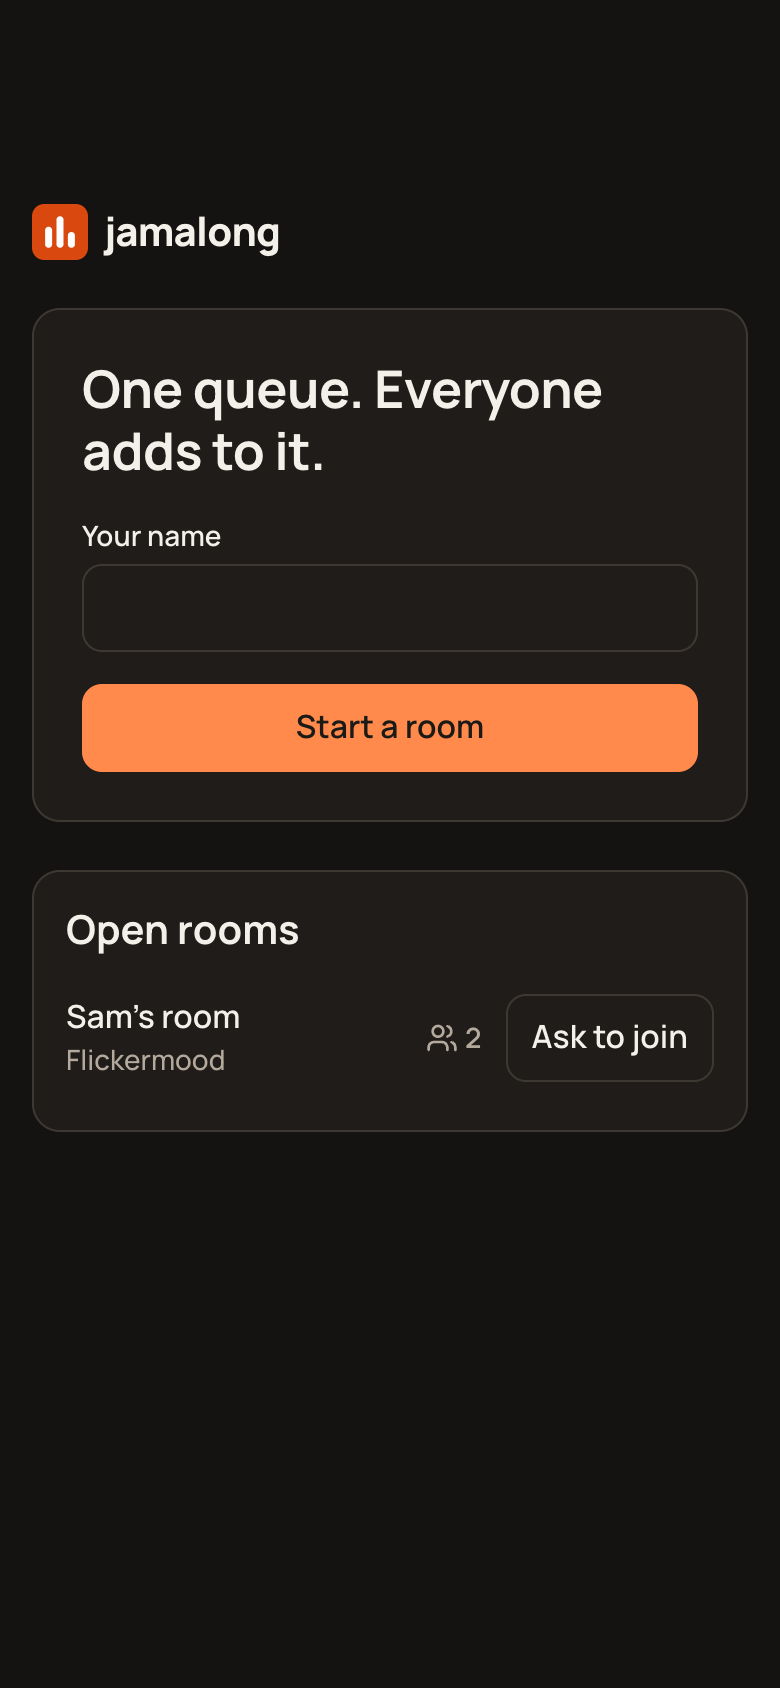 jamalong
One queue. Everyone
adds to it.
Your name
Start a room
Open rooms
Sam's room
Flickermood
2
Ask to join